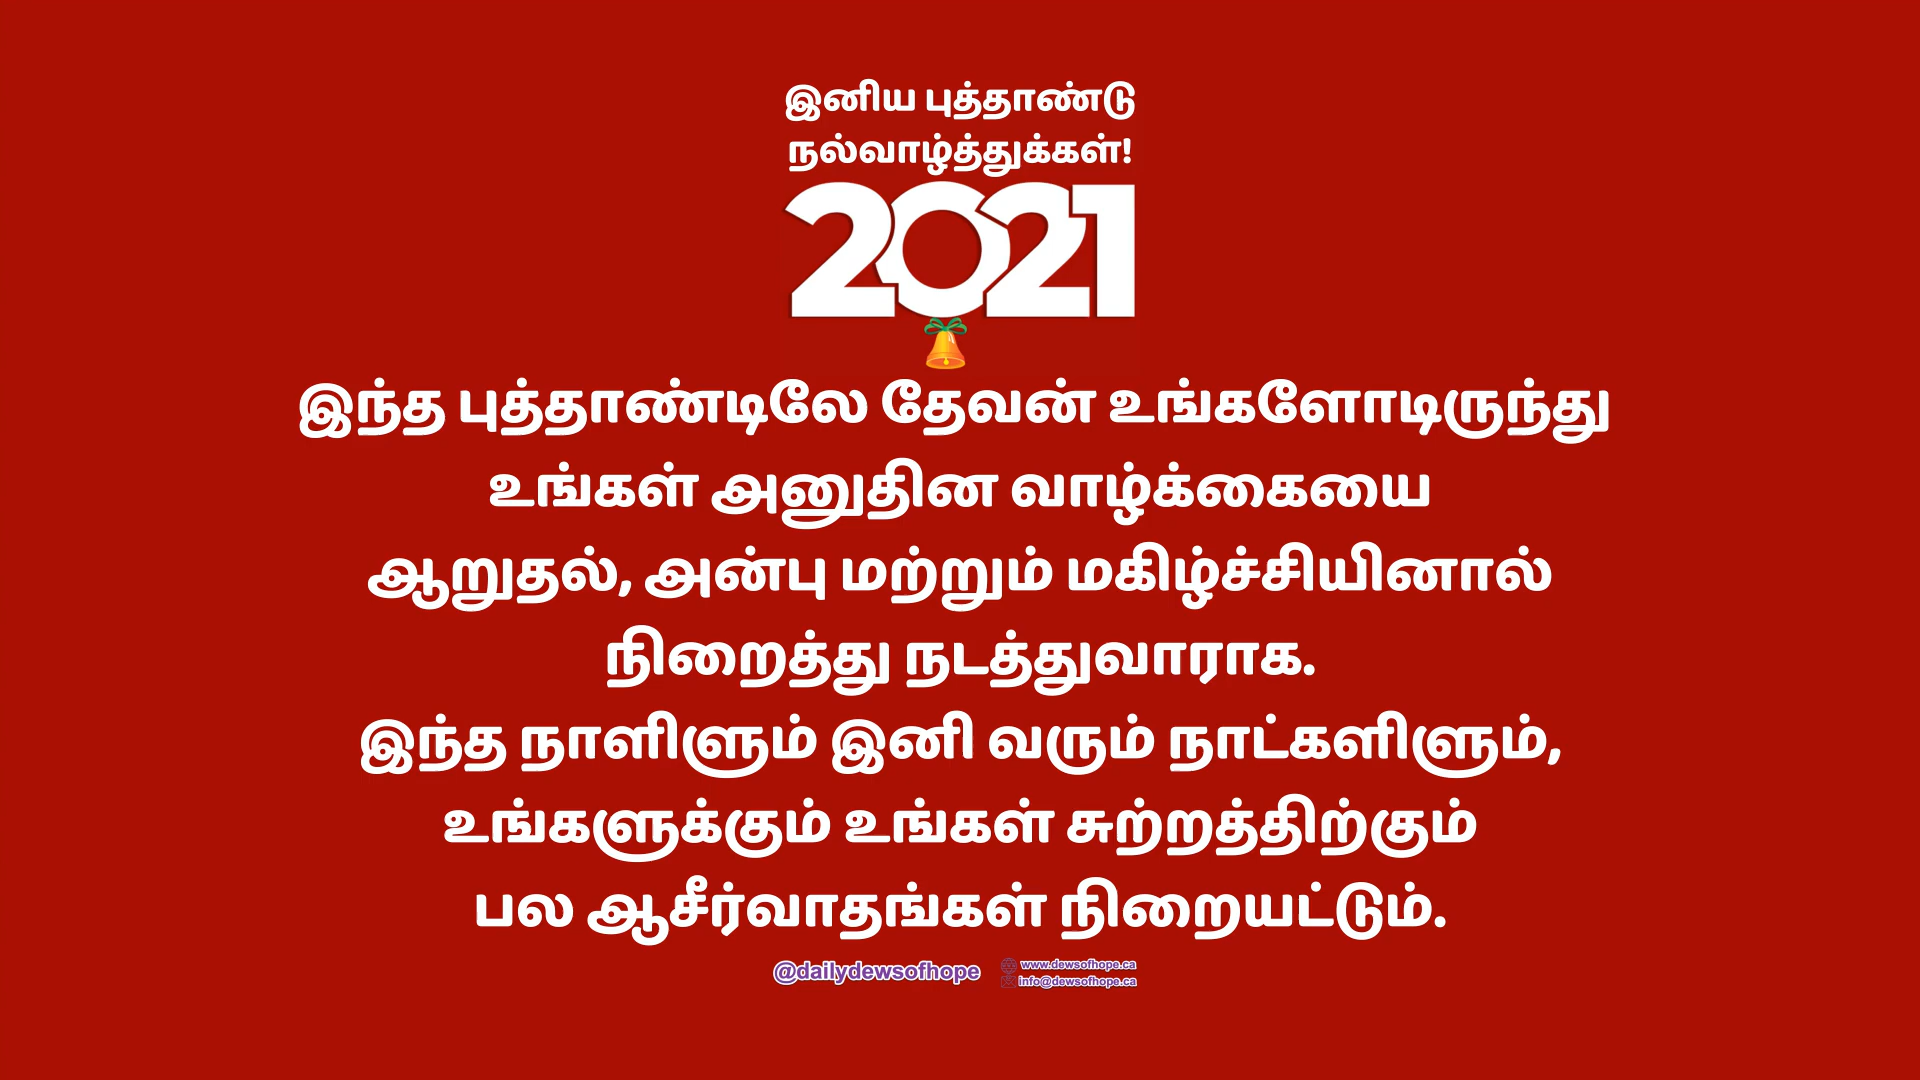 இனிய புத்தாண்டு
நல்வாழ்த்துக்கள்!
2021
இந்த புத்தாண்டிலே தேவன் உங்களோடிருந்து
உங்கள் அனுதின வாழ்க்கையை
ஆறுதல், அன்பு மற்றும் மகிழ்ச்சியினால்
நிறைத்து நடத்துவாராக.
இந்த நாளிளும் இனி வரும் நாட்களிளும்,
உங்களுக்கும் உங்கள் சுற்றத்திற்கும்
பல ஆசீர்வாதங்கள் நிறையட்டும்.
@dailydewsofhope
www.dewsofhope.ca
info@dewsofhope.ca